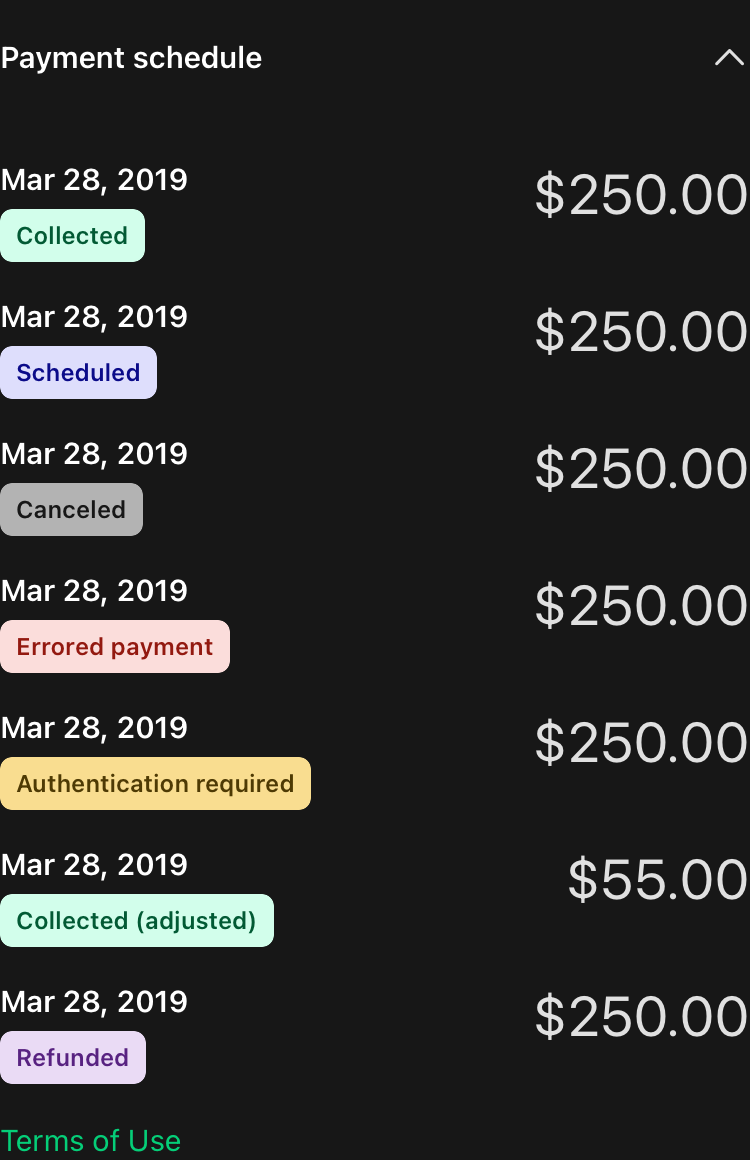 Payment schedule
Mar 28, 2019
$250.00
Collected
Mar 28, 2019
$250.00
Scheduled
Mar 28, 2019
$250.00
Canceled
Mar 28, 2019
$250.00
Errored payment
Mar 28, 2019
$250.00
Authentication required
Mar 28, 2019
$55.00
Collected (adjusted)
Mar 28, 2019
$250.00
Refunded
Terms of Use